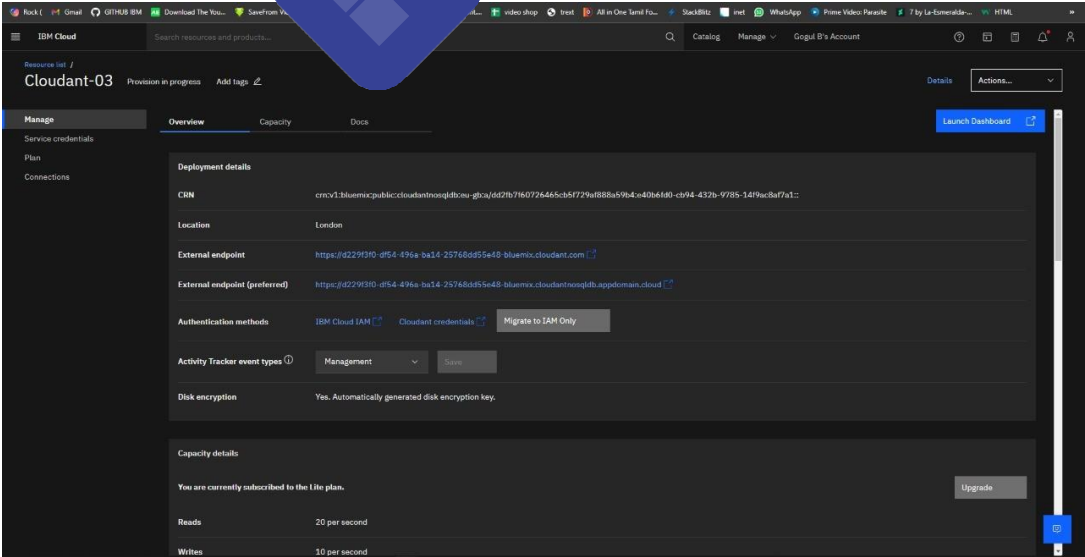 Rock ( Gmail GITHUB IBM Download The You... video shop trext All in One Tamil Fo... StackBlitz inet WhatsApp Prime Video: Parasite 7 by La-Esmeralda-... HTML »
IBM Cloud Search resources and products... Catalog Manage Gogul B's Account
Resource list /
Cloudant-03 Provision in progress Add tags Details Actions...
Manage
Service credentials
Plan
Connections
Overview Capacity Docs Launch Dashboard
Deployment details
CRN crn:v1:bluemix:public:cloudantnosqldb:eu-gb:a/dd2fb7f60726465cb5f729af888a59b4:e40b6fd0-cb94-432b-9785-14f9ac8af7a1::
Location London
External endpoint https://d229f3f0-df54-496a-ba14-25768dd55e48-bluemix.cloudant.com
External endpoint (preferred) https://d229f3f0-df54-496a-ba14-25768dd55e48-bluemix.cloudantnosqldb.appdomain.cloud
Authentication methods IBM Cloud IAM Cloudant credentials Migrate to IAM Only
Activity Tracker event types Management Save
Disk encryption Yes. Automatically generated disk encryption key.
Capacity details
You are currently subscribed to the Lite plan. Upgrade
Reads 20 per second
Writes 10 per second